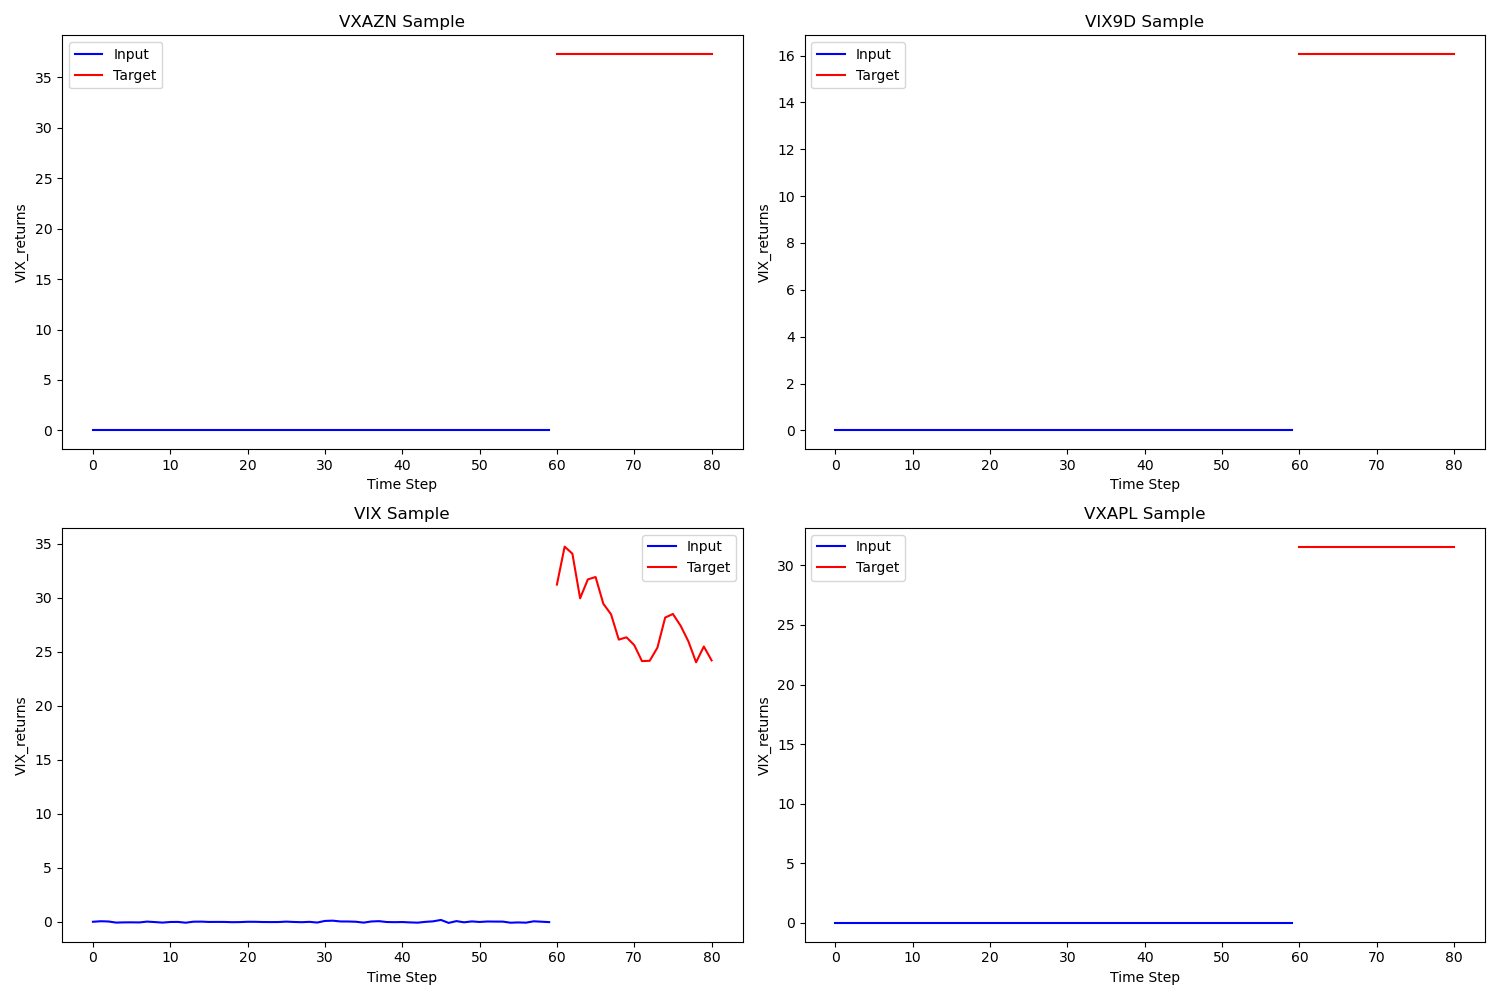 VXAZN Sample
Input
Target
35
30
25
20
15
10
5
0
VIX_returns
0 10 20 30 40 50 60 70 80
Time Step
VIX9D Sample
Input
Target
16
14
12
10
8
6
4
2
0
VIX_returns
0 10 20 30 40 50 60 70 80
Time Step
VIX Sample
Input
Target
35
30
25
20
15
10
5
0
VIX_returns
0 10 20 30 40 50 60 70 80
Time Step
VXAPL Sample
Input
Target
30
25
20
15
10
5
0
VIX_returns
0 10 20 30 40 50 60 70 80
Time Step